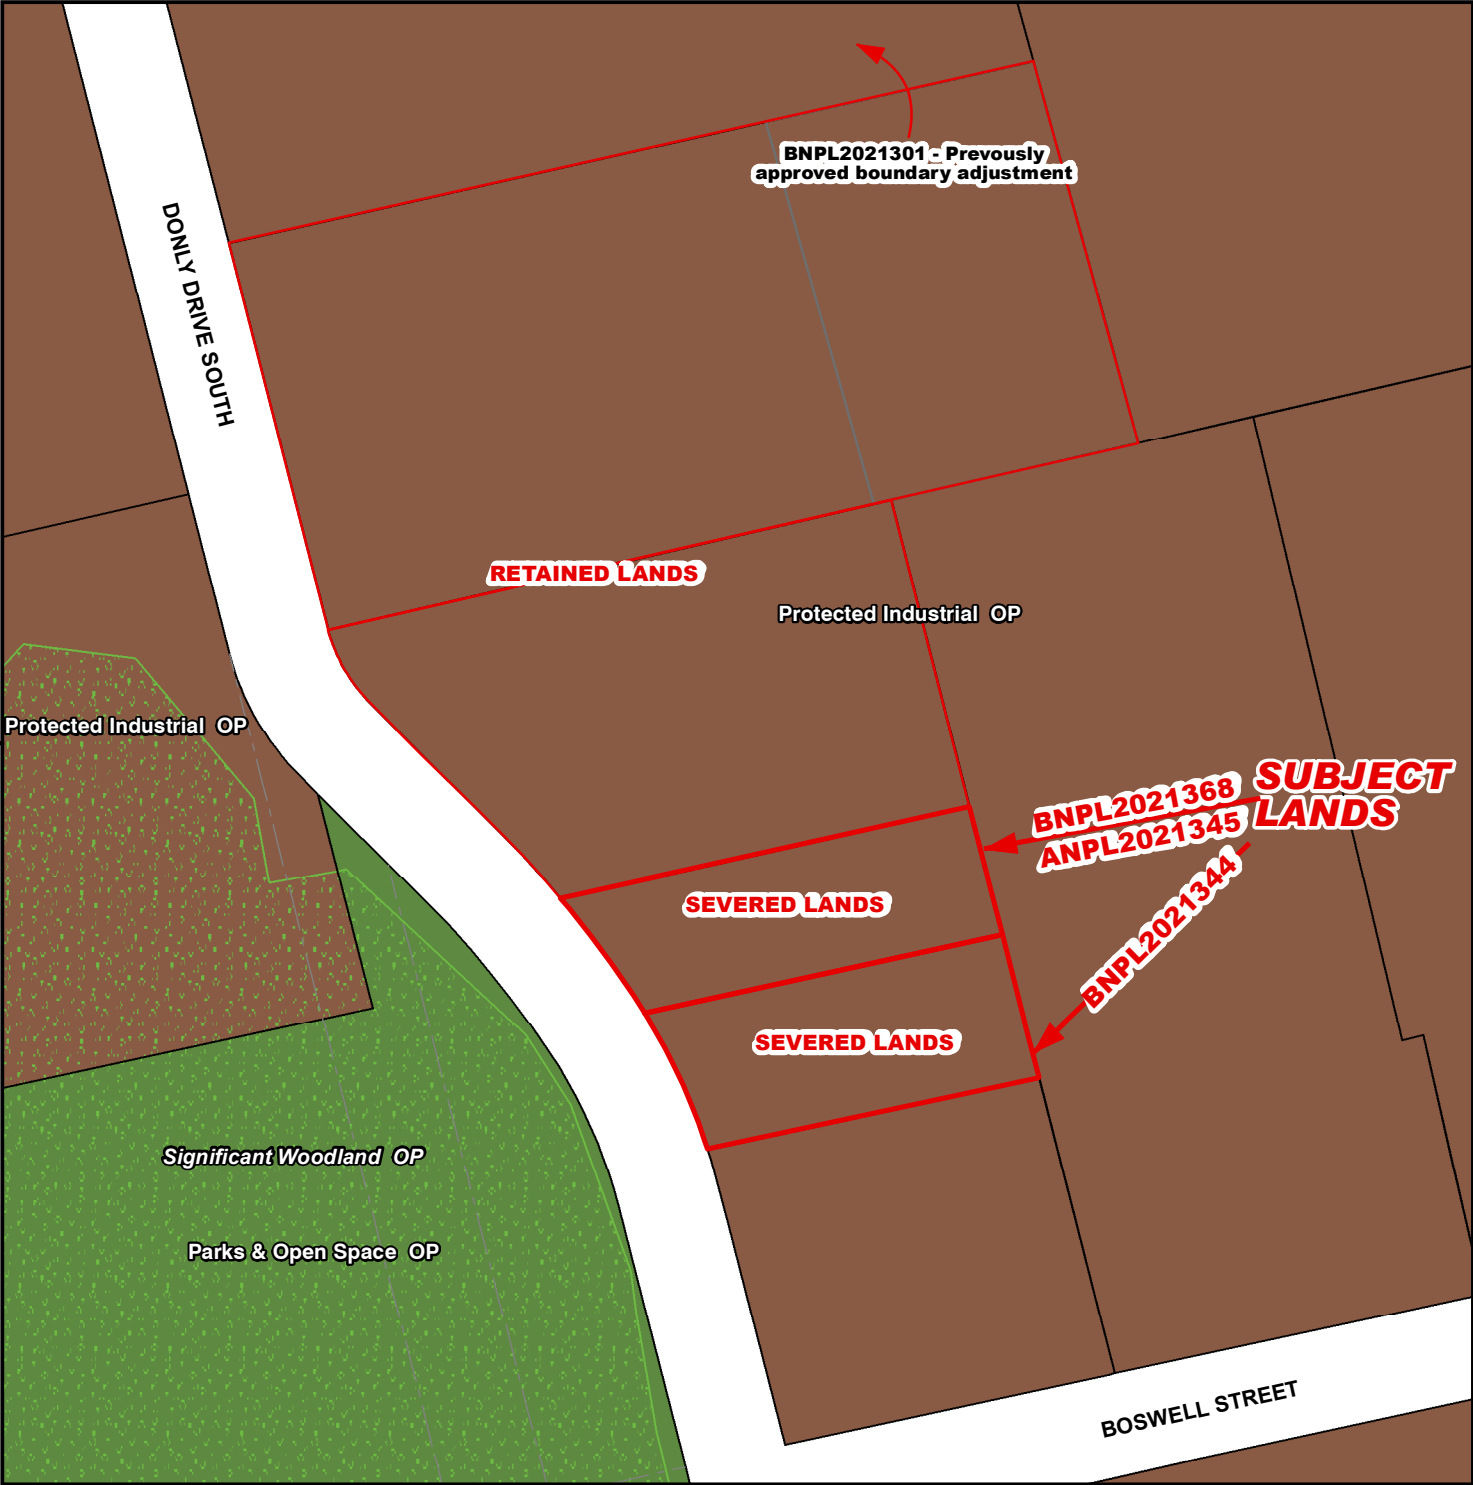 BNPL2021301 - Prevously
approved boundary adjustment
DONLY DRIVE SOUTH
RETAINED LANDS
Protected Industrial OP
Protected Industrial OP
SUBJECT
LANDS
BNPL2021368
ANPL2021345
BNPL2021344
SEVERED LANDS
SEVERED LANDS
Significant Woodland OP
Parks & Open Space OP
BOSWELL STREET